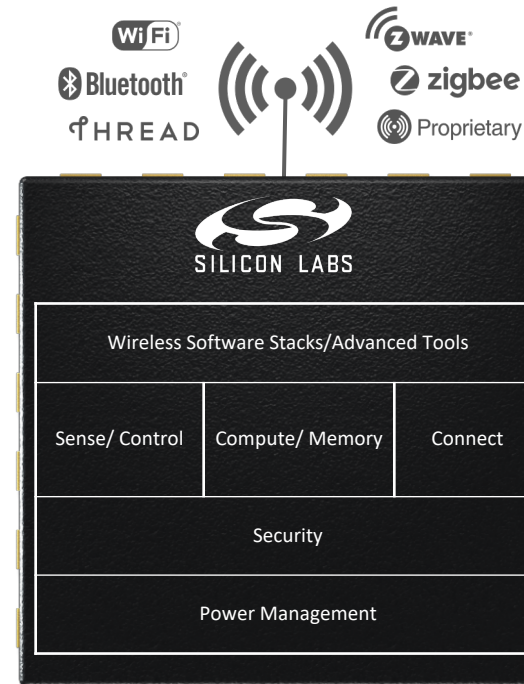 WiFi
Bluetooth®
THREAD
Z WAVE®
zigbee
Proprietary
SILICON LABS
Wireless Software Stacks/Advanced Tools
Sense/ Control
Compute/ Memory
Connect
Security
Power Management